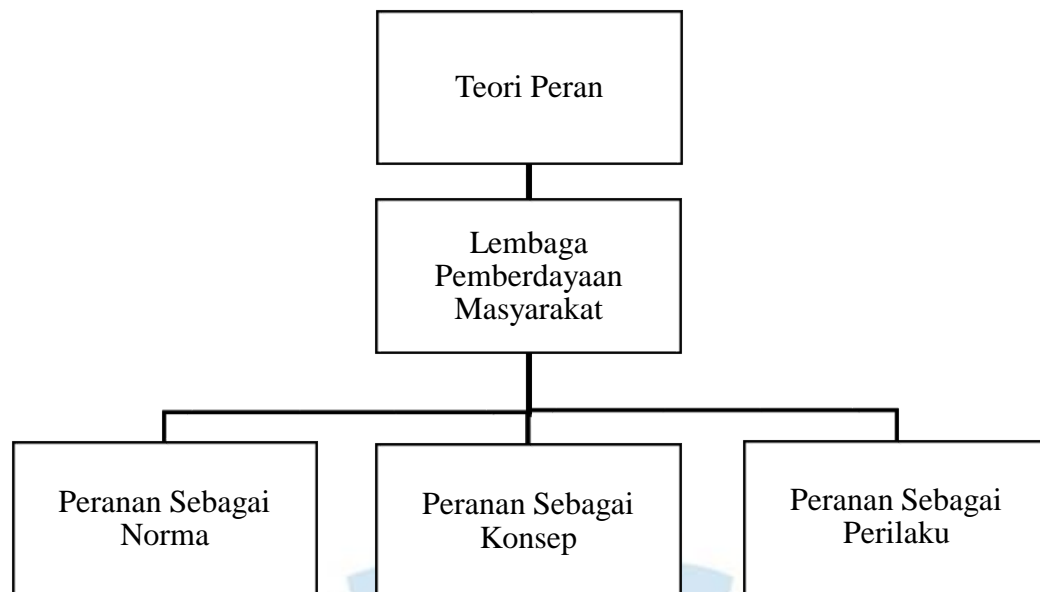 Teori Peran
Lembaga
Pemberdayaan
Masyarakat
Peranan Sebagai
Norma
Peranan Sebagai
Konsep
Peranan Sebagai
Perilaku